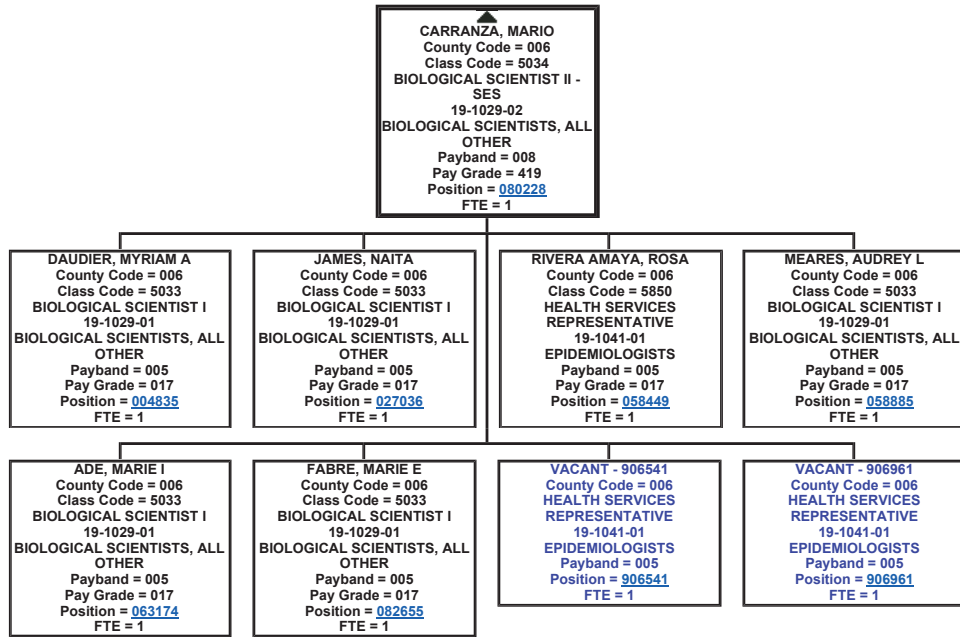 CARRANZA, MARIO
County Code = 006
Class Code = 5034
BIOLOGICAL SCIENTIST II -
SES
19-1029-02
BIOLOGICAL SCIENTISTS, ALL
OTHER
Payband = 008
Pay Grade = 419
Position = 080228
FTE = 1
DAUDIER, MYRIAM A
County Code = 006
Class Code = 5033
BIOLOGICAL SCIENTIST I
19-1029-01
BIOLOGICAL SCIENTISTS, ALL
OTHER
Payband = 005
Pay Grade = 017
Position = 004835
FTE = 1
JAMES, NAITA
County Code = 006
Class Code = 5033
BIOLOGICAL SCIENTIST I
19-1029-01
BIOLOGICAL SCIENTISTS, ALL
OTHER
Payband = 005
Pay Grade = 017
Position = 027036
FTE = 1
RIVERA AMAYA, ROSA
County Code = 006
Class Code = 5850
HEALTH SERVICES
REPRESENTATIVE
19-1041-01
EPIDEMIOLOGISTS
Payband = 005
Pay Grade = 017
Position = 058449
FTE = 1
MEARES, AUDREY L
County Code = 006
Class Code = 5033
BIOLOGICAL SCIENTIST I
19-1029-01
BIOLOGICAL SCIENTISTS, ALL
OTHER
Payband = 005
Pay Grade = 017
Position = 058885
FTE = 1
ADE, MARIE I
County Code = 006
Class Code = 5033
BIOLOGICAL SCIENTIST I
19-1029-01
BIOLOGICAL SCIENTISTS, ALL
OTHER
Payband = 005
Pay Grade = 017
Position = 063174
FTE = 1
FABRE, MARIE E
County Code = 006
Class Code = 5033
BIOLOGICAL SCIENTIST I
19-1029-01
BIOLOGICAL SCIENTISTS, ALL
OTHER
Payband = 005
Pay Grade = 017
Position = 082655
FTE = 1
VACANT - 906541
County Code = 006
HEALTH SERVICES
REPRESENTATIVE
19-1041-01
EPIDEMIOLOGISTS
Payband = 005
Position = 906541
FTE = 1
VACANT - 906961
County Code = 006
HEALTH SERVICES
REPRESENTATIVE
19-1041-01
EPIDEMIOLOGISTS
Payband = 005
Position = 906961
FTE = 1